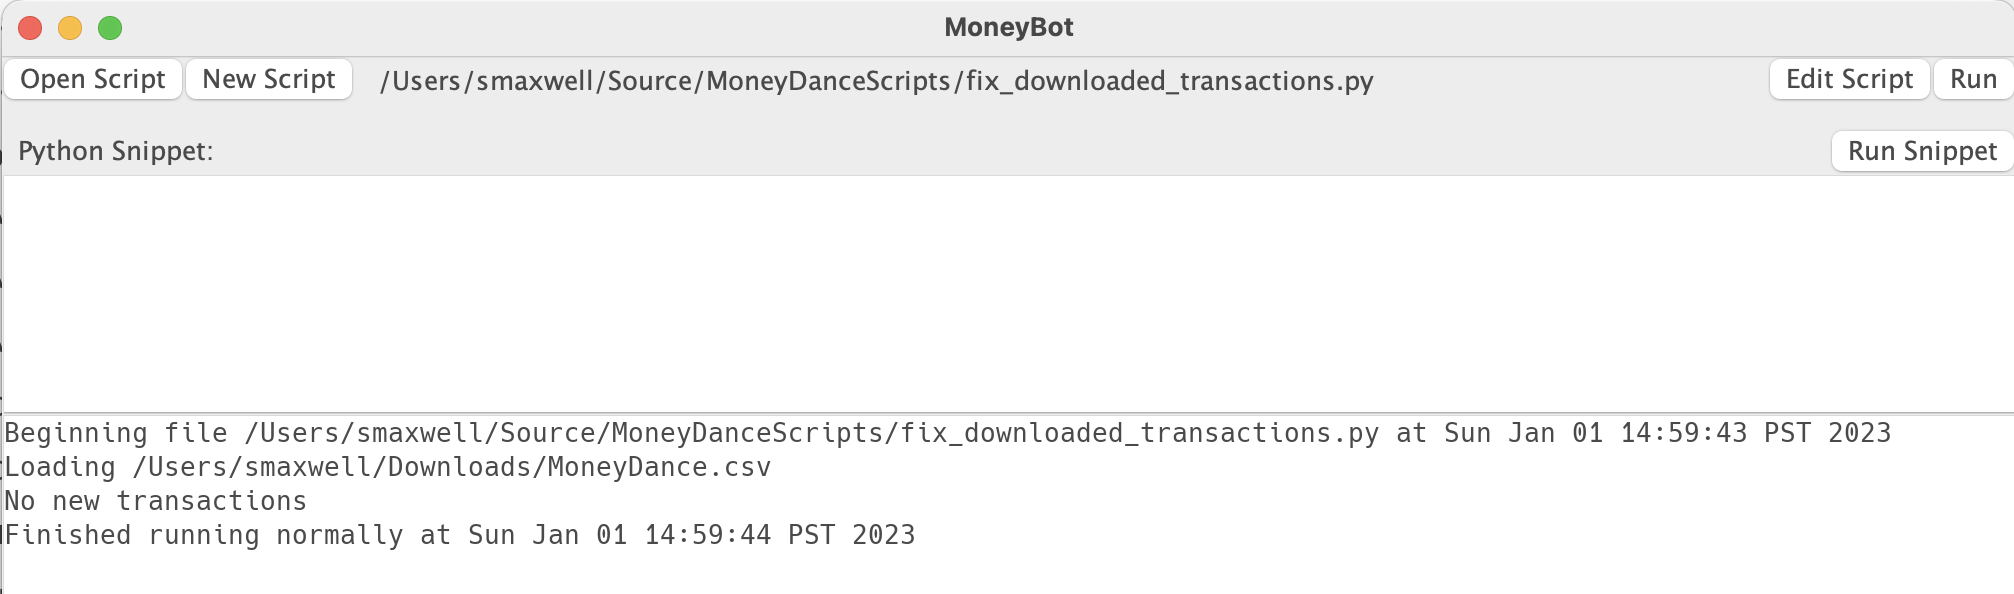 MoneyBot
Open Script New Script /Users/smaxwell/Source/MoneyDanceScripts/fix_downloaded_transactions.py Edit Script Run
Python Snippet: Run Snippet
Beginning file /Users/smaxwell/Source/MoneyDanceScripts/fix_downloaded_transactions.py at Sun Jan 01 14:59:43 PST 2023
Loading /Users/smaxwell/Downloads/MoneyDance.csv
No new transactions
Finished running normally at Sun Jan 01 14:59:44 PST 2023